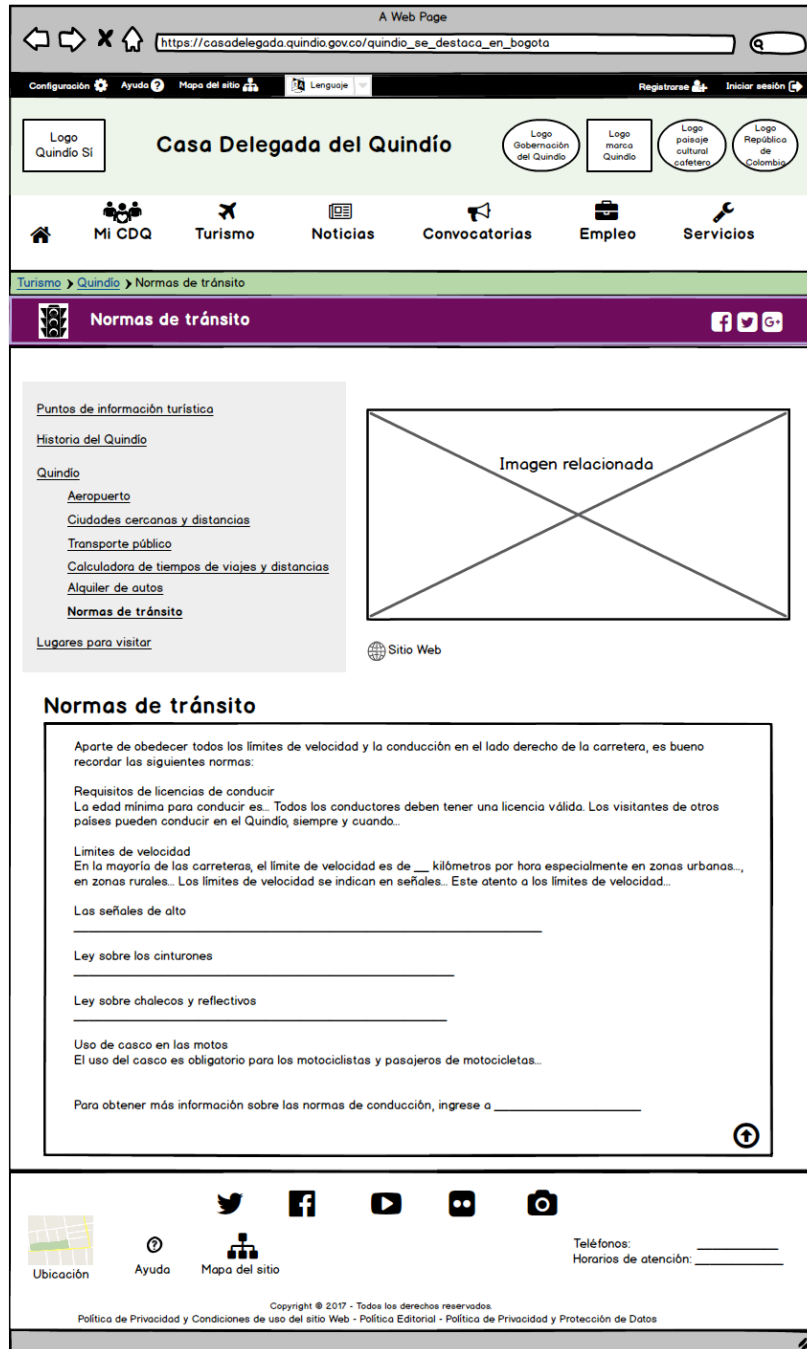 A Web Page
https://casadelegada.quindio.gov.co/quindio_se_destaca_en_bogota
Configuración Ayuda Mapa del sitio Lenguaje Registrarse Iniciar sesión
Logo
Quindío Sí
Casa Delegada del Quindío
Logo
Gobernación
del Quindío
Logo
marca
Quindío
Logo
paisaje
cultural
cafetero
Logo
República
de
Colombia
Mi CDQ Turismo Noticias Convocatorias Empleo Servicios
Turismo > Quindío > Normas de tránsito
Normas de tránsito
Puntos de información turística
Historia del Quindío
Quindío
Aeropuerto
Ciudades cercanas y distancias
Transporte público
Calculadora de tiempos de viajes y distancias
Alquiler de autos
Normas de tránsito
Lugares para visitar
Imagen relacionada
Sitio Web
Normas de tránsito
Aparte de obedecer todos los límites de velocidad y la conducción en el lado derecho de la carretera, es bueno
recordar las siguientes normas:
Requisitos de licencias de conducir
La edad mínima para conducir es... Todos los conductores deben tener una licencia válida. Los visitantes de otros
países pueden conducir en el Quindío, siempre y cuando...
Limites de velocidad
En la mayoría de las carreteras, el límite de velocidad es de __ kilómetros por hora especialmente en zonas urbanas...,
en zonas rurales... Los límites de velocidad se indican en señales... Este atento a los límites de velocidad...
Las señales de alto
Ley sobre los cinturones
Ley sobre chalecos y reflectivos
Uso de casco en las motos
El uso del casco es obligatorio para los motociclistas y pasajeros de motocicletas...
Para obtener más información sobre las normas de conducción, ingrese a ____________________
Ubicación
Ayuda
Mapa del sitio
Teléfonos: ___________
Horarios de atención: ____________
Copyright © 2017 - Todos los derechos reservados.
Política de Privacidad y Condiciones de uso del sitio Web - Política Editorial - Política de Privacidad y Protección de Datos